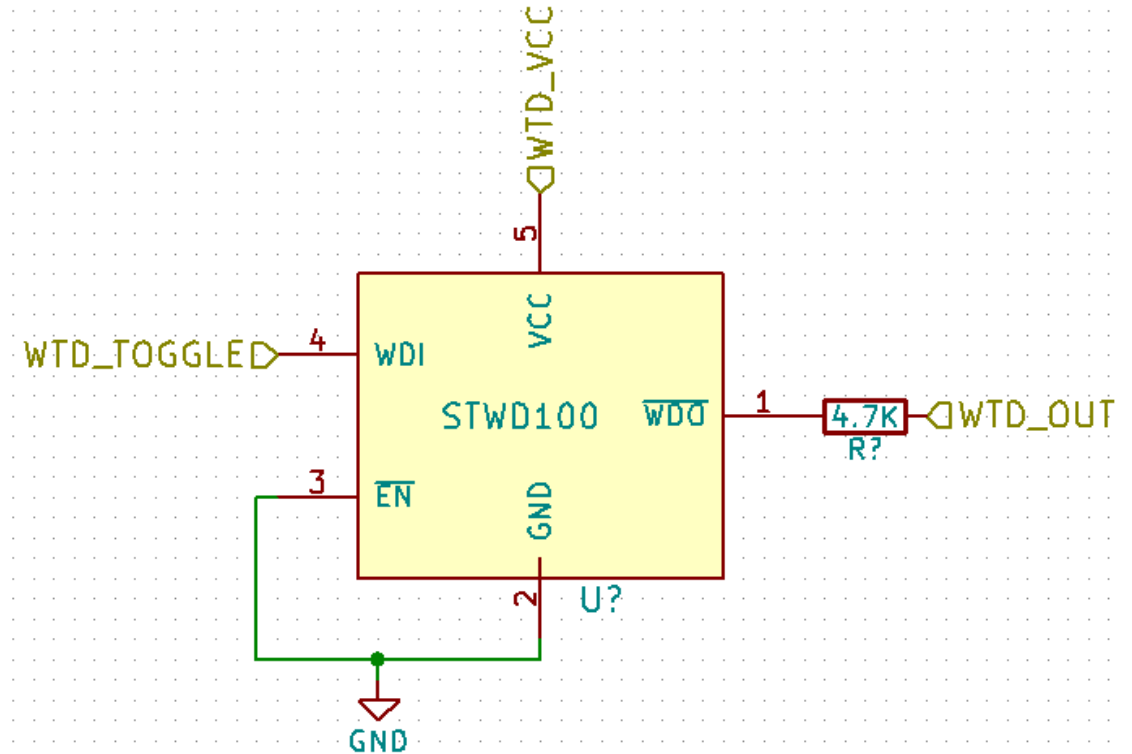 WTD_VCC
5
VCC
WTD_TOGGLE
4
WDI
STWD100
WDO
1
4.7K
WTD_OUT
R?
3
EN
GND
2
U?
GND